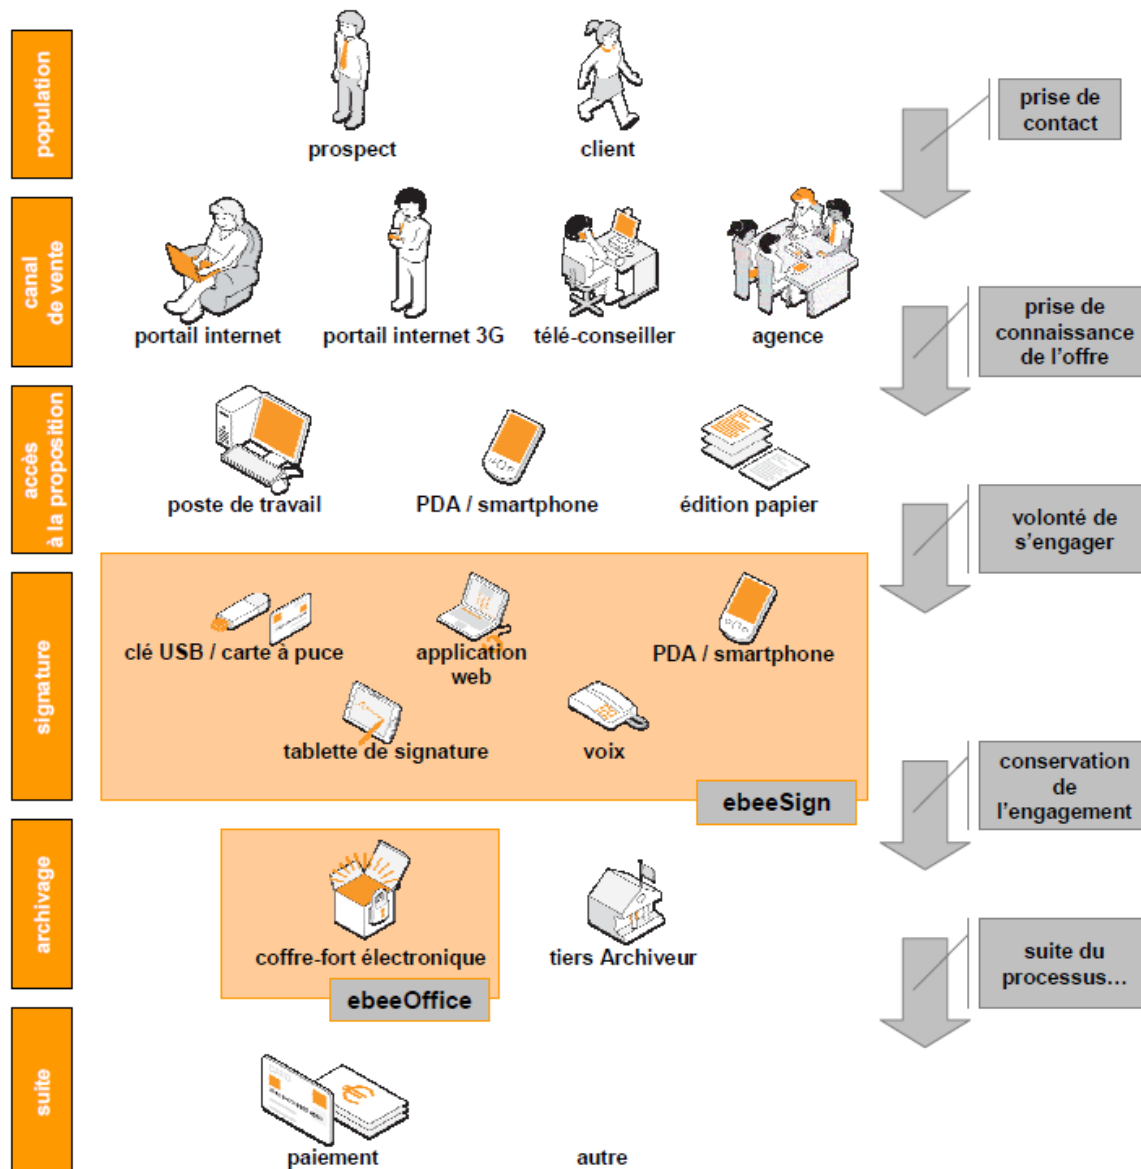 population
prospect
client
prise de
contact
canal
de vente
portail internet
portail internet 3G
télé-conseiller
agence
prise de
connaissance
de l'offre
accès
à la proposition
poste de travail
PDA / smartphone
édition papier
volonté de
s'engager
signature
clé USB / carte à puce
application
web
PDA / smartphone
tablette de signature
voix
ebeeSign
conservation
de
l'engagement
archivage
coffre-fort électronique
tiers Archiveur
ebeeOffice
suite du
processus…
suite
paiement
autre